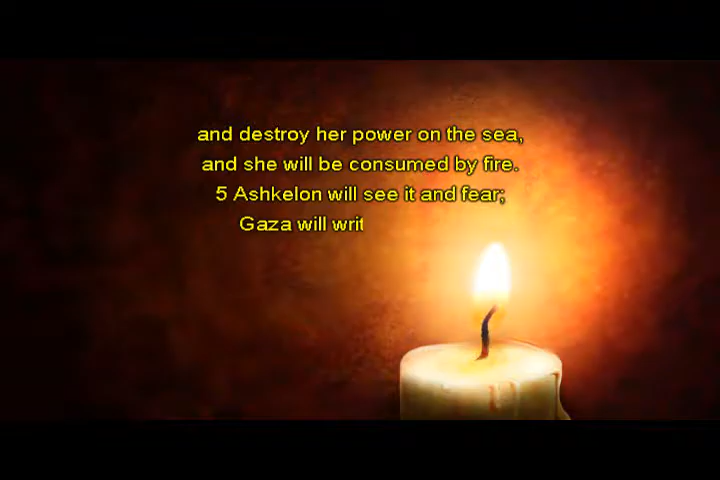 and destroy her power on the sea,
and she will be consumed by fire.
5 Ashkelon will see it and fear;
Gaza will writ